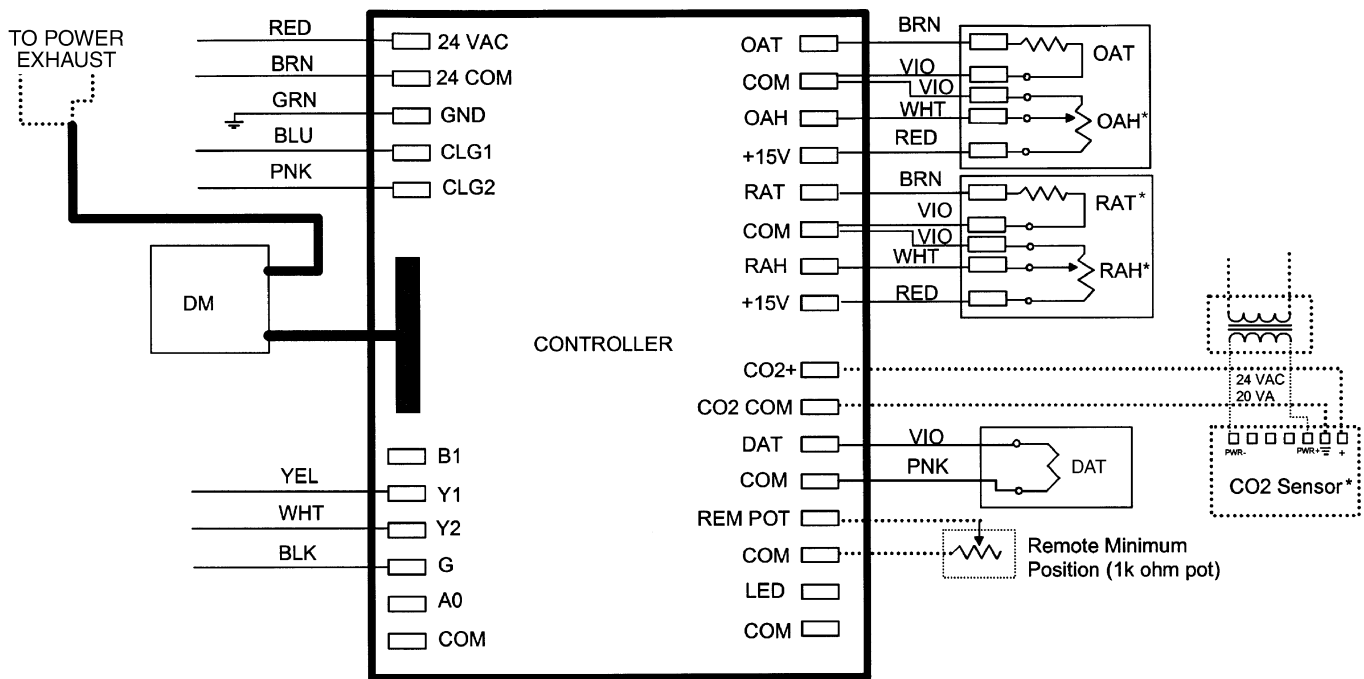 TO POWER
EXHAUST
RED
BRN
GRN
BLU
PNK
24 VAC
24 COM
GND
CLG1
CLG2
DM
CONTROLLER
B1
YEL
Y1
WHT
Y2
BLK
G
A0
COM
OAT
COM
OAH
+15V
RAT
COM
RAH
+15V
CO2+
CO2 COM
DAT
COM
REM POT
COM
LED
COM
BRN
VIO
VIO
WHT
RED
OAT
OAH*
BRN
VIO
VIO
WHT
RED
RAT*
RAH*
24 VAC
20 VA
PWR-
PWR+
+
CO2 Sensor*
VIO
PNK
DAT
Remote Minimum
Position (1k ohm pot)